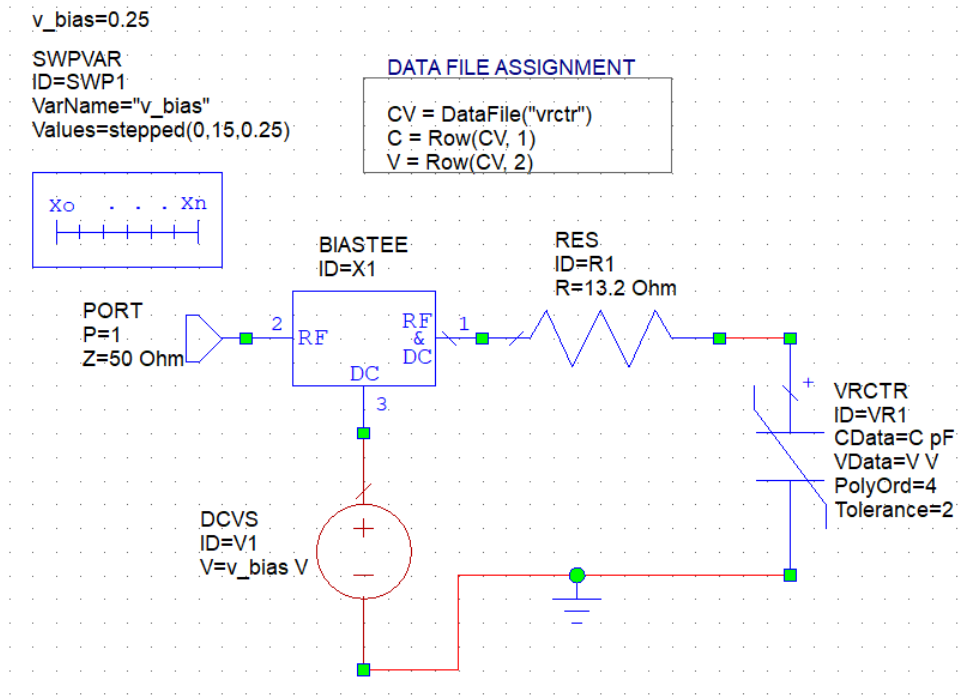 v_bias=0.25
SWPVAR
ID=SWP1
VarName="v_bias"
Values=stepped(0,15,0.25)
Xo . . . Xn
DATA FILE ASSIGNMENT
CV = DataFile("vrctr")
C = Row(CV, 1)
V = Row(CV, 2)
BIASTEE
ID=X1
RES
ID=R1
R=13.2 Ohm
PORT
P=1
Z=50 Ohm
2
RF
RF
&
DC
1
DC
3
+
VRCTR
ID=VR1
CData=C pF
VData=V V
PolyOrd=4
Tolerance=2
DCVS
ID=V1
V=v_bias V